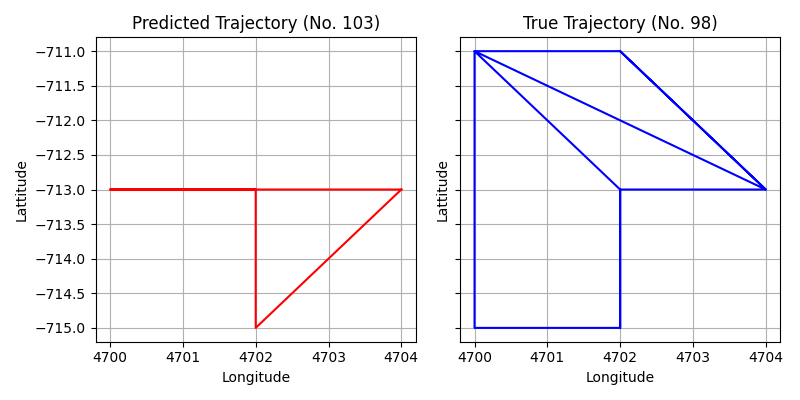 Predicted Trajectory (No. 103)
−711.0
−711.5
−712.0
−712.5
−713.0
−713.5
−714.0
−714.5
−715.0
Lattitude
4700 4701 4702 4703 4704
Longitude
True Trajectory (No. 98)
Lattitude
4700 4701 4702 4703 4704
Longitude